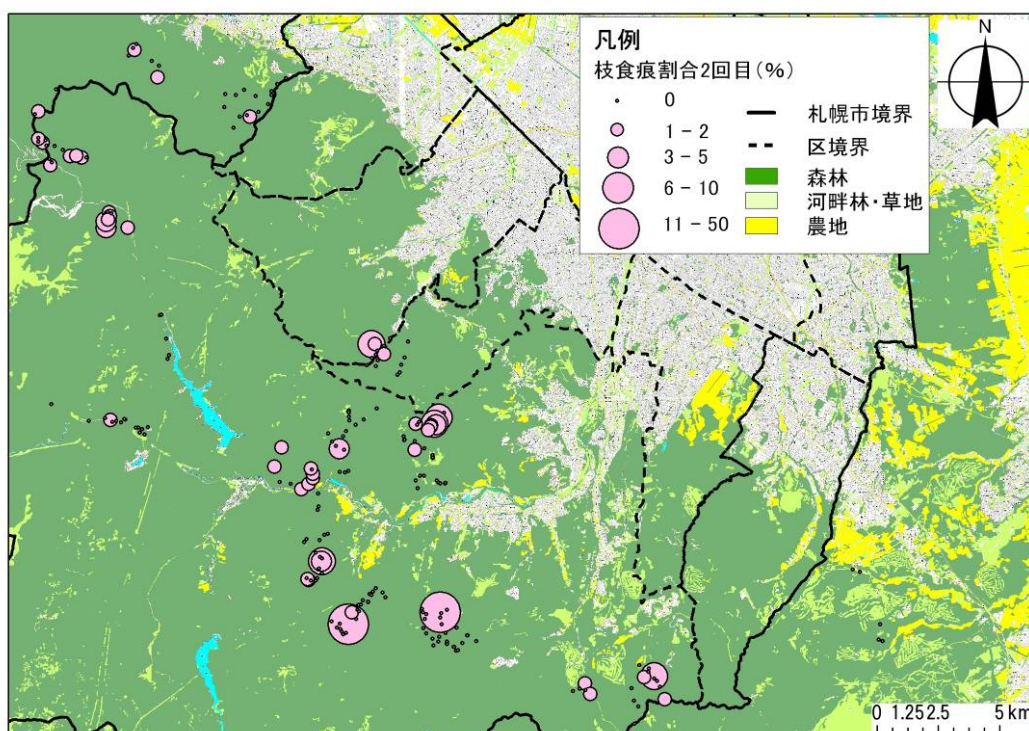 凡例
枝食痕割合2回目(%)
0
1 - 2
3 - 5
6 - 10
11 - 50
札幌市境界
区境界
森林
河畔林・草地
農地
N
0 1.25 2.5 5 km